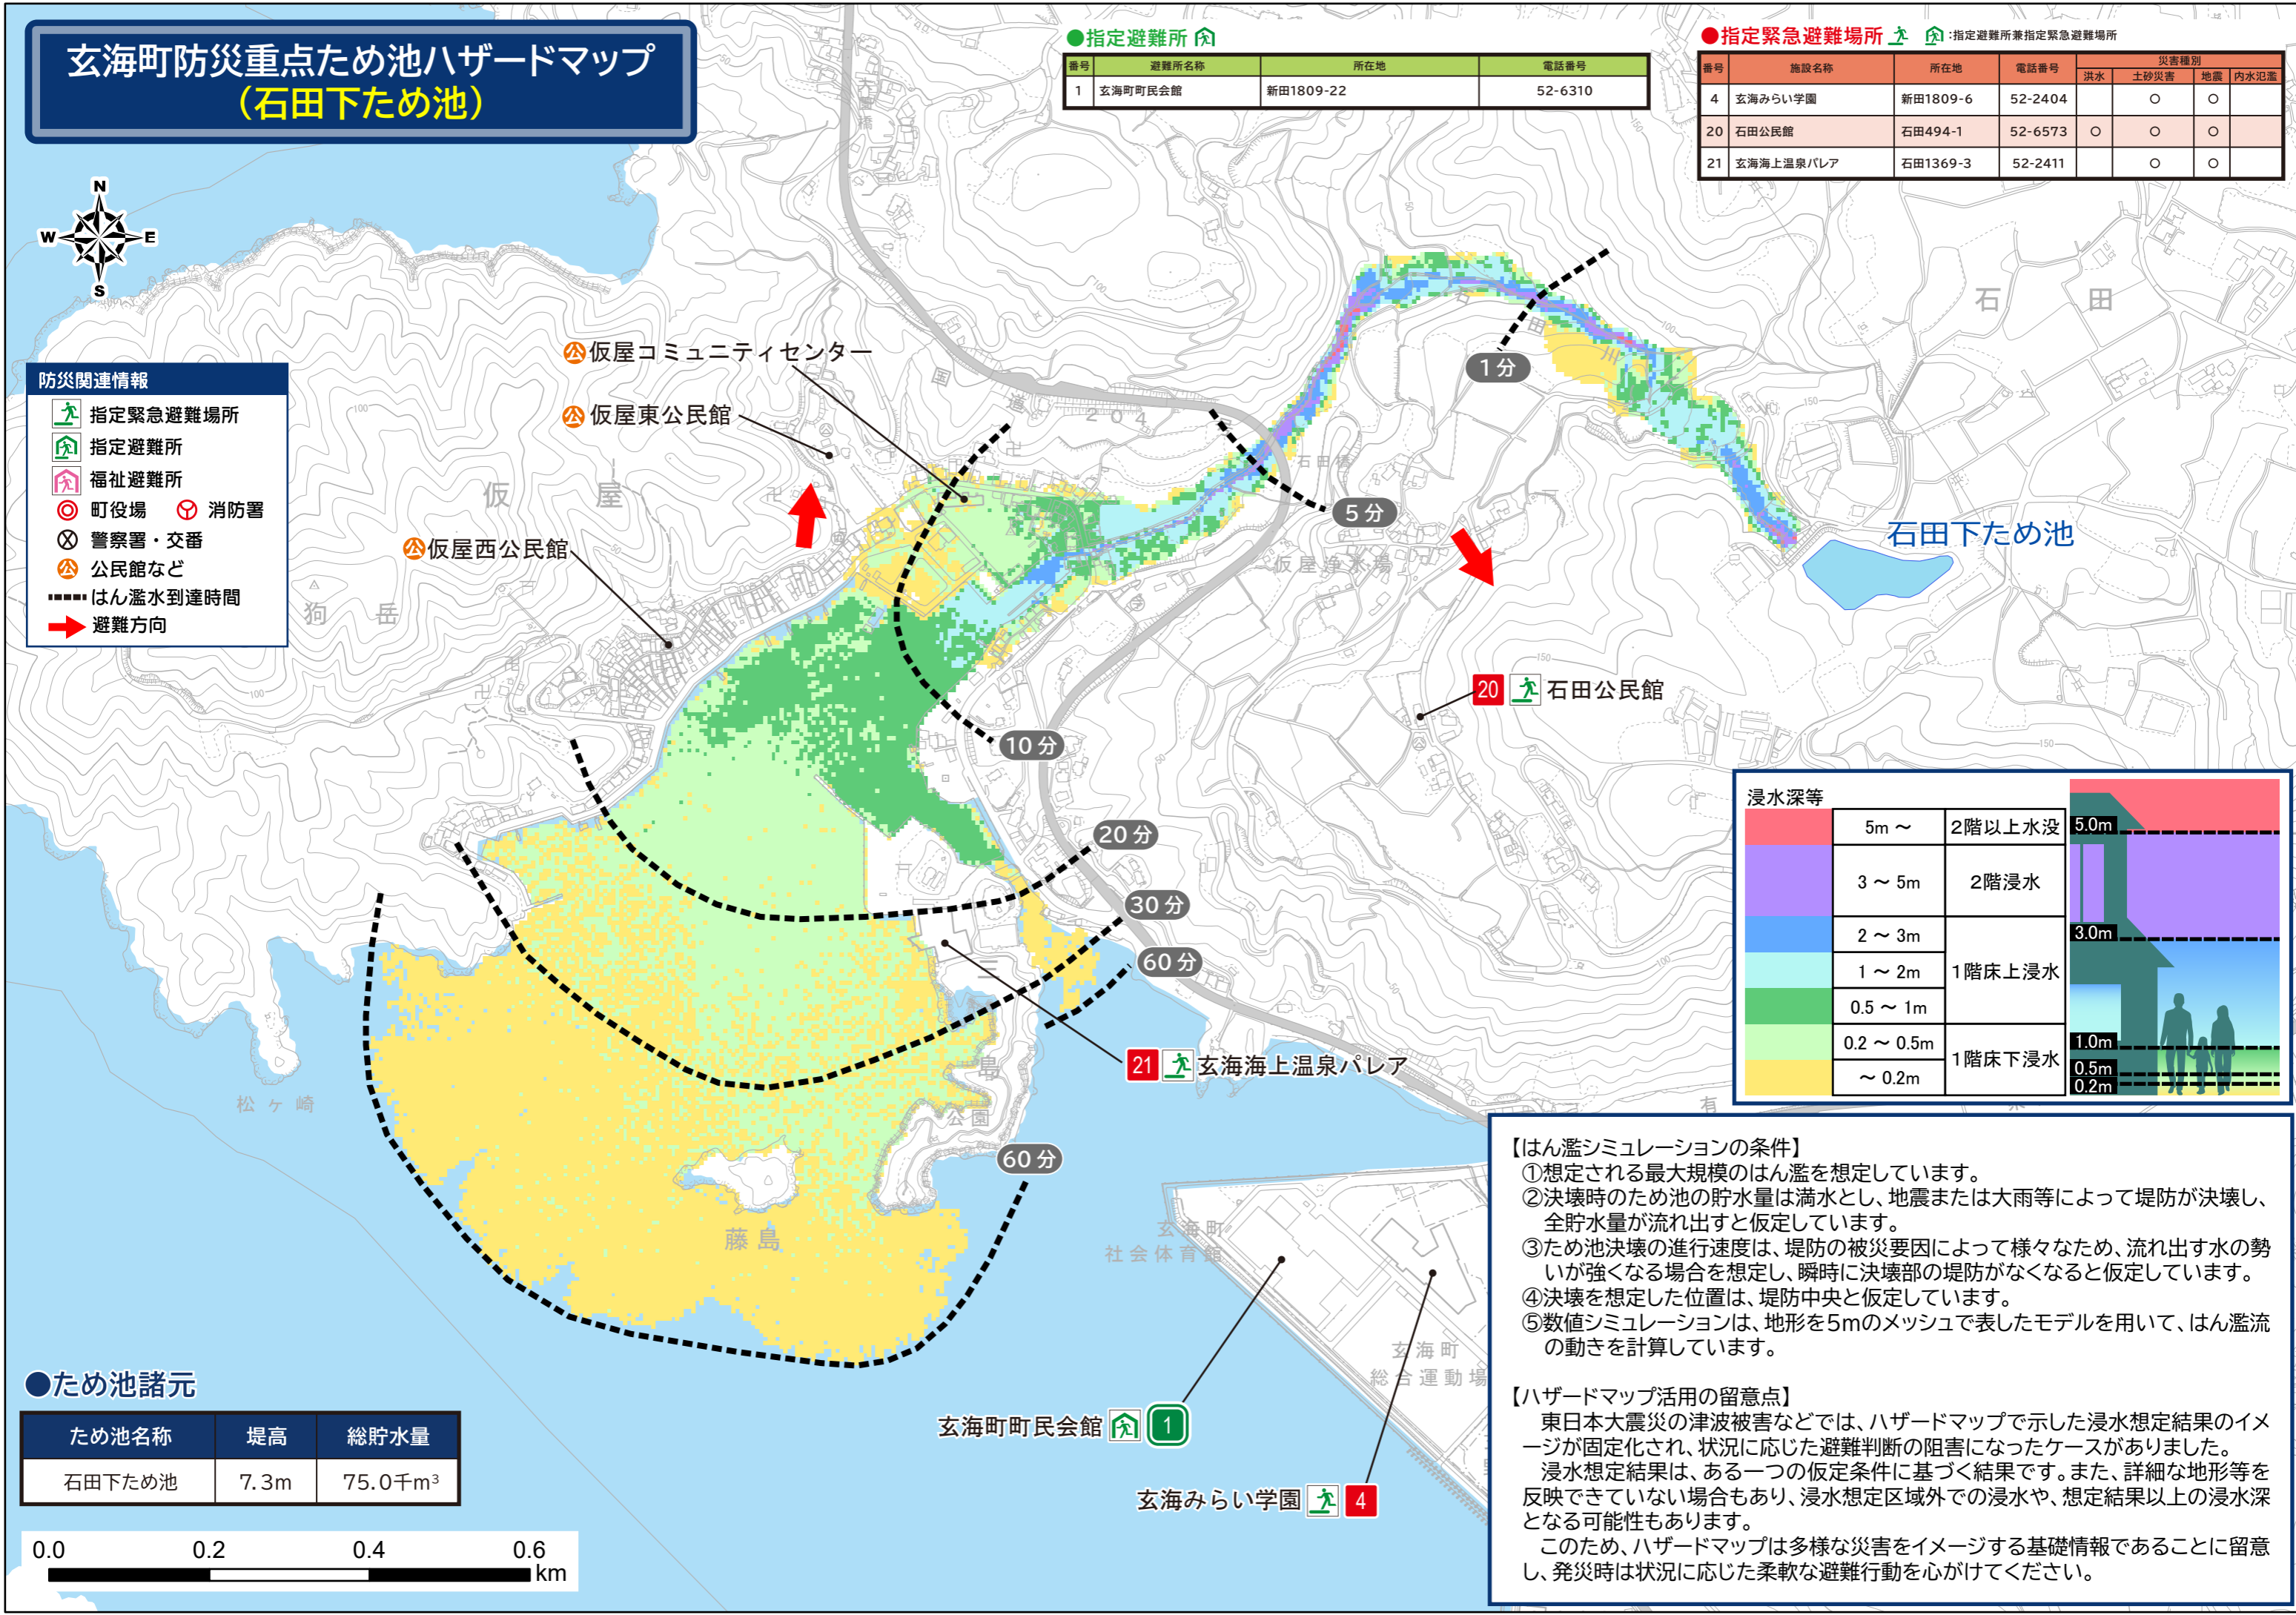 玄海町防災重点ため池ハザードマップ
（石田下ため池）
●指定避難所
番号 避難所名称 所在地 電話番号
1 玄海町町民会館 新田1809-22 52-6310
●指定緊急避難場所 :指定避難所兼指定緊急避難場所
番号 施設名称 所在地 電話番号 災害種別
洪水 土砂災害 地震 内水氾濫
4 玄海みらい学園 新田1809-6 52-2404 ○ ○
20 石田公民館 石田494-1 52-6573 ○ ○ ○
21 玄海海上温泉パレア 石田1369-3 52-2411 ○ ○
N
W E
S
防災関連情報
指定緊急避難場所
指定避難所
福祉避難所
町役場 消防署
警察署・交番
公 公民館など
はん濫水到達時間
避難方向
公 仮屋コミュニティセンター
公 仮屋東公民館
公 仮屋西公民館
国道204
石田川
石田
石田橋
仮屋
仮屋浄水場
狗岳
1分
5分
10分
20分
30分
60分
60分
石田下ため池
20 石田公民館
21 玄海海上温泉パレア
三島公園
松ヶ崎
藤島
玄海町
社会体育館
玄海町
総合運動場
有
玄海町町民会館 1
玄海みらい学園 4
浸水深等
5m ～ 2階以上水没
3 ～ 5m 2階浸水
2 ～ 3m
1 ～ 2m 1階床上浸水
0.5 ～ 1m
0.2 ～ 0.5m 1階床下浸水
～ 0.2m
5.0m
3.0m
1.0m
0.5m
0.2m
【はん濫シミュレーションの条件】
①想定される最大規模のはん濫を想定しています。
②決壊時のため池の貯水量は満水とし、地震または大雨等によって堤防が決壊し、
全貯水量が流れ出すと仮定しています。
③ため池決壊の進行速度は、堤防の被災要因によって様々なため、流れ出す水の勢
いが強くなる場合を想定し、瞬時に決壊部の堤防がなくなると仮定しています。
④決壊を想定した位置は、堤防中央と仮定しています。
⑤数値シミュレーションは、地形を5mのメッシュで表したモデルを用いて、はん濫流
の動きを計算しています。
【ハザードマップ活用の留意点】
東日本大震災の津波被害などでは、ハザードマップで示した浸水想定結果のイメ
ージが固定化され、状況に応じた避難判断の阻害になったケースがありました。
浸水想定結果は、ある一つの仮定条件に基づく結果です。また、詳細な地形等を
反映できていない場合もあり、浸水想定区域外での浸水や、想定結果以上の浸水深
となる可能性もあります。
このため、ハザードマップは多様な災害をイメージする基礎情報であることに留意
し、発災時は状況に応じた柔軟な避難行動を心がけてください。
●ため池諸元
ため池名称 堤高 総貯水量
石田下ため池 7.3m 75.0千m³
0.0 0.2 0.4 0.6
km